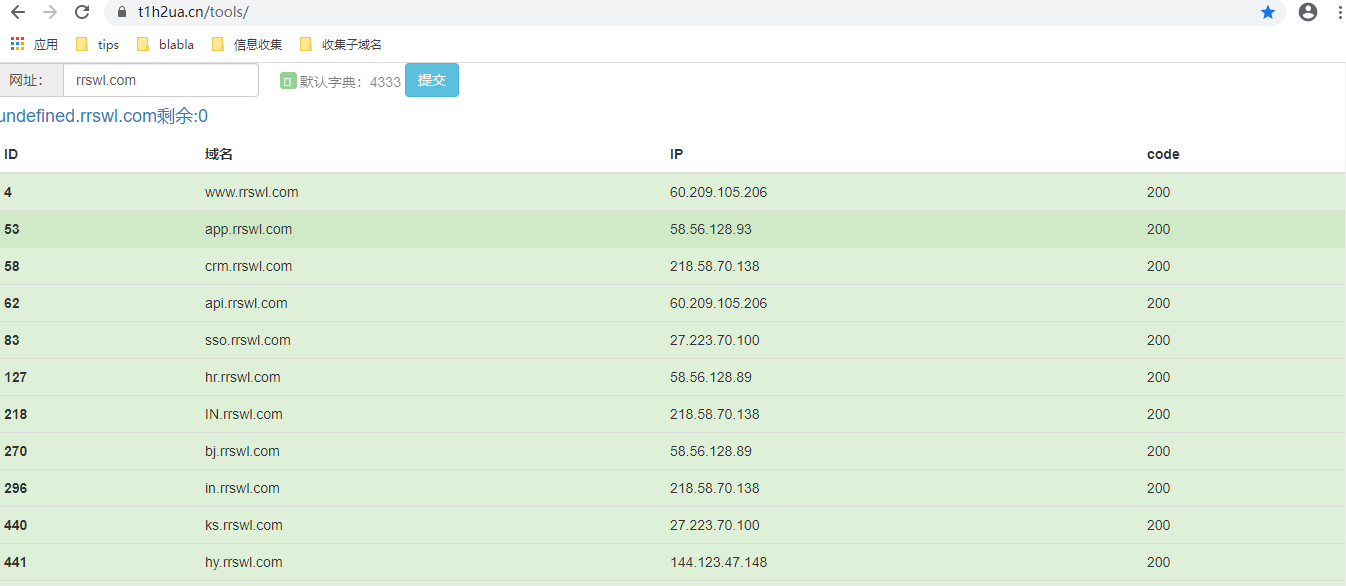 t1h2ua.cn/tools/
应用 tips blabla 信息收集 收集子域名
网址: rrswl.com 默认字典：4333 提交
undefined.rrswl.com剩余:0
ID 域名 IP code
4 www.rrswl.com 60.209.105.206 200
53 app.rrswl.com 58.56.128.93 200
58 crm.rrswl.com 218.58.70.138 200
62 api.rrswl.com 60.209.105.206 200
83 sso.rrswl.com 27.223.70.100 200
127 hr.rrswl.com 58.56.128.89 200
218 IN.rrswl.com 218.58.70.138 200
270 bj.rrswl.com 58.56.128.89 200
296 in.rrswl.com 218.58.70.138 200
440 ks.rrswl.com 27.223.70.100 200
441 hy.rrswl.com 144.123.47.148 200